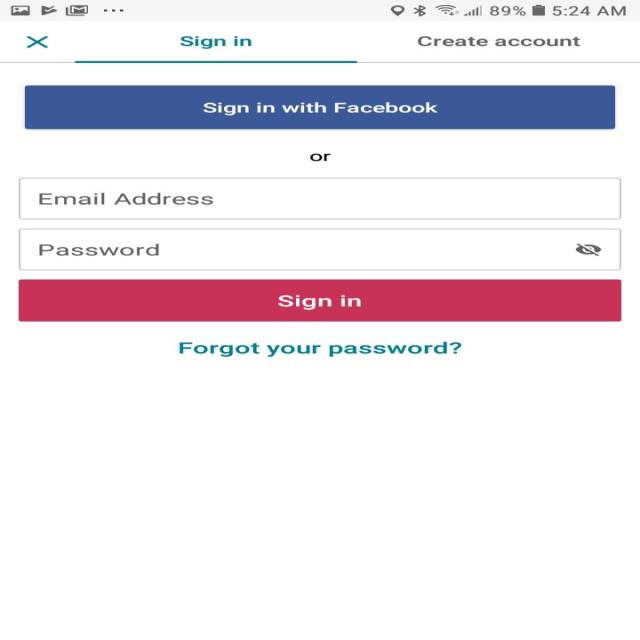 89% 5:24 AM
Sign in Create account
Sign in with Facebook
or
Email Address
Password
Sign in
Forgot your password?